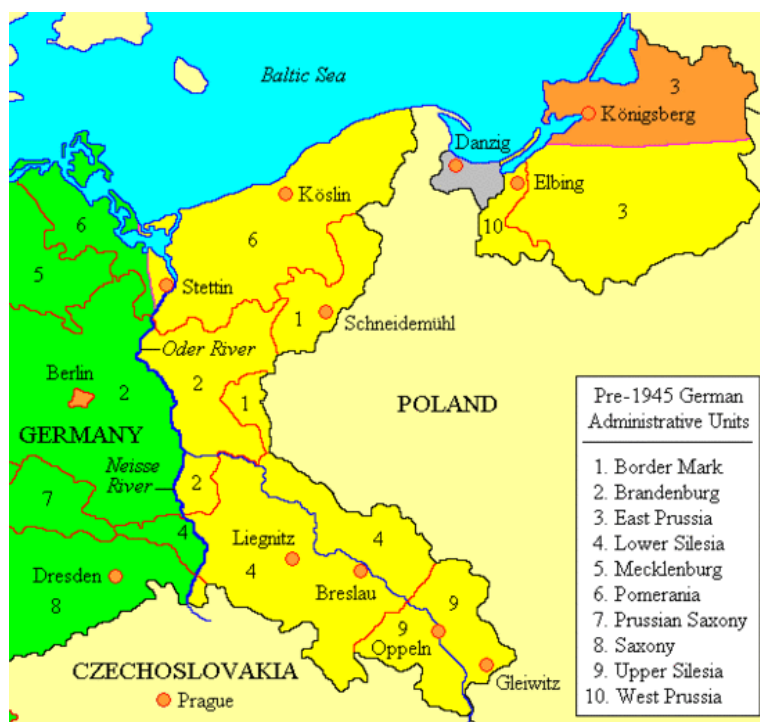 Baltic Sea
3
Königsberg
Danzig
Elbing
Köslin
6
3
10
6
5
Stettin
1
Schneidemühl
Oder River
Berlin
2
2
1
POLAND
GERMANY
Neisse
River
2
7
4
4
Liegnitz
4
Dresden
Breslau
8
9
9
Oppeln
Gleiwitz
CZECHOSLOVAKIA
Prague
Pre-1945 German
Administrative Units
1. Border Mark
2. Brandenburg
3. East Prussia
4. Lower Silesia
5. Mecklenburg
6. Pomerania
7. Prussian Saxony
8. Saxony
9. Upper Silesia
10. West Prussia